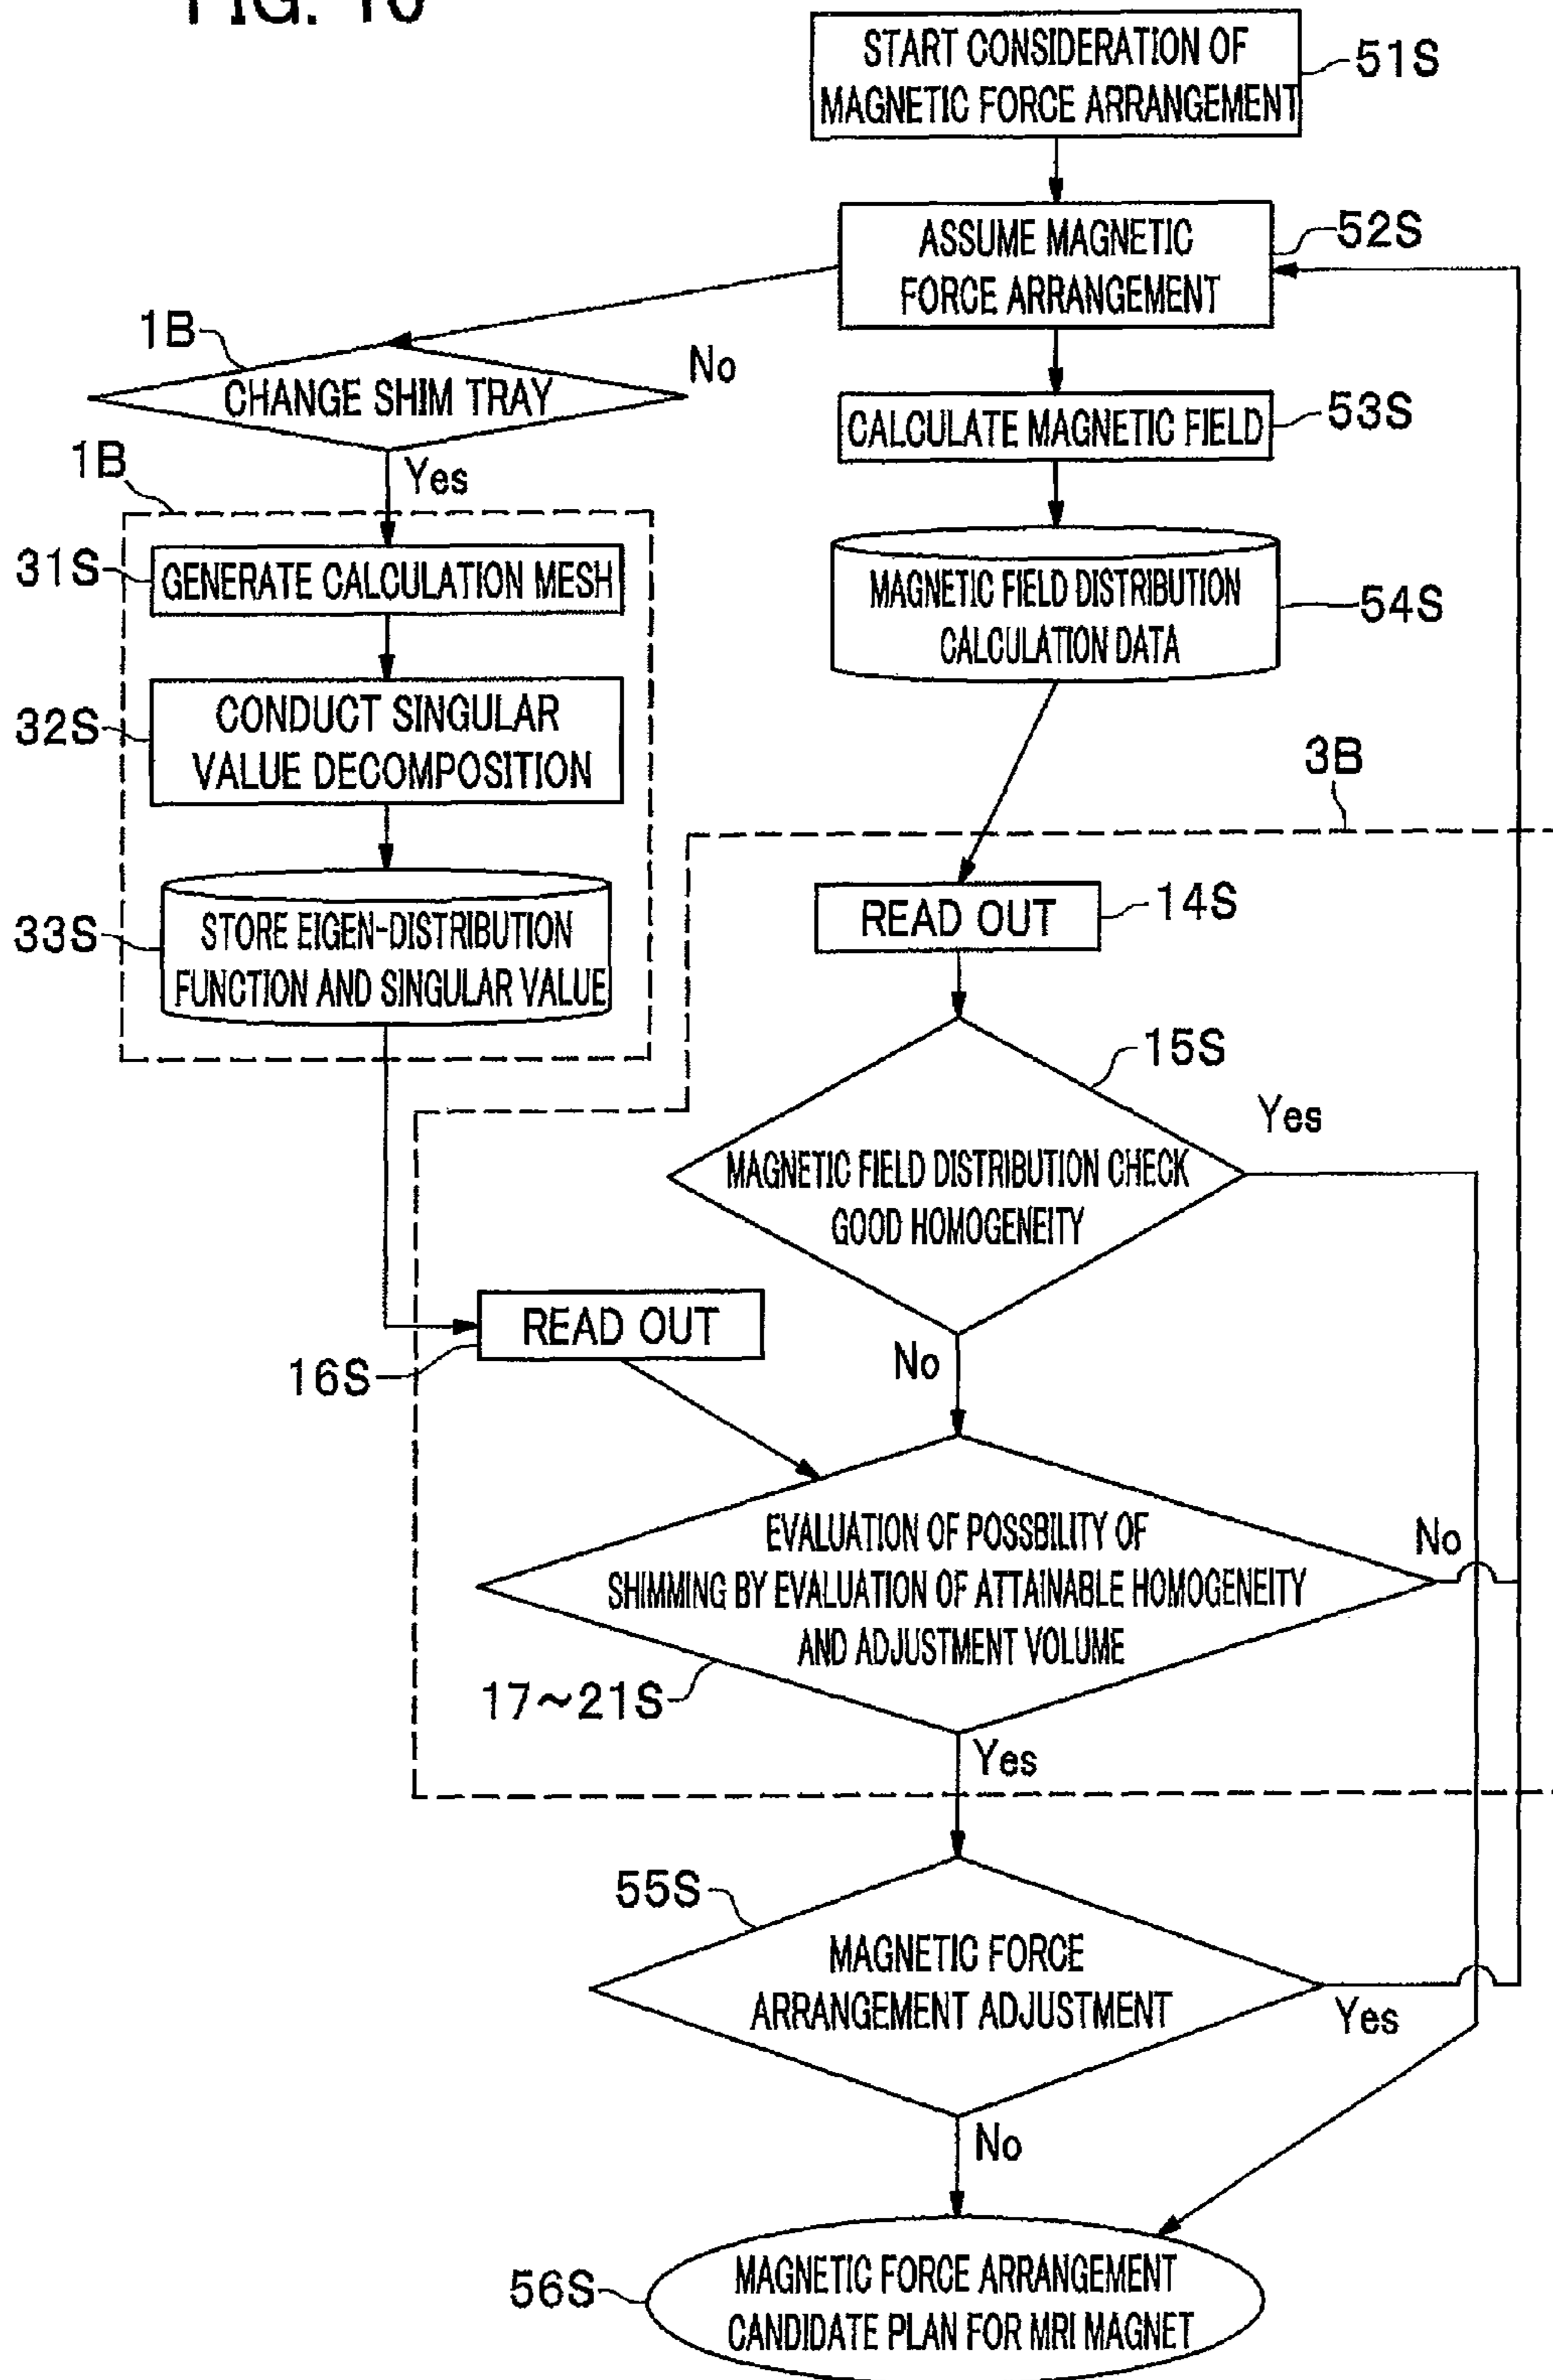 FIG. 10
START CONSIDERATION OF
MAGNETIC FORCE ARRANGEMENT
51S
ASSUME MAGNETIC
FORCE ARRANGEMENT
52S
1B
CHANGE SHIM TRAY
No
Yes
CALCULATE MAGNETIC FIELD
53S
1B
31S
GENERATE CALCULATION MESH
MAGNETIC FIELD DISTRIBUTION
CALCULATION DATA
54S
32S
CONDUCT SINGULAR
VALUE DECOMPOSITION
3B
33S
STORE EIGEN-DISTRIBUTION
FUNCTION AND SINGULAR VALUE
READ OUT
14S
15S
Yes
MAGNETIC FIELD DISTRIBUTION CHECK
GOOD HOMOGENEITY
READ OUT
16S
No
EVALUATION OF POSSBILITY OF
SHIMMING BY EVALUATION OF ATTAINABLE HOMOGENEITY
AND ADJUSTMENT VOLUME
No
17~21S
Yes
55S
MAGNETIC FORCE
ARRANGEMENT ADJUSTMENT
Yes
No
56S
MAGNETIC FORCE ARRANGEMENT
CANDIDATE PLAN FOR MRI MAGNET